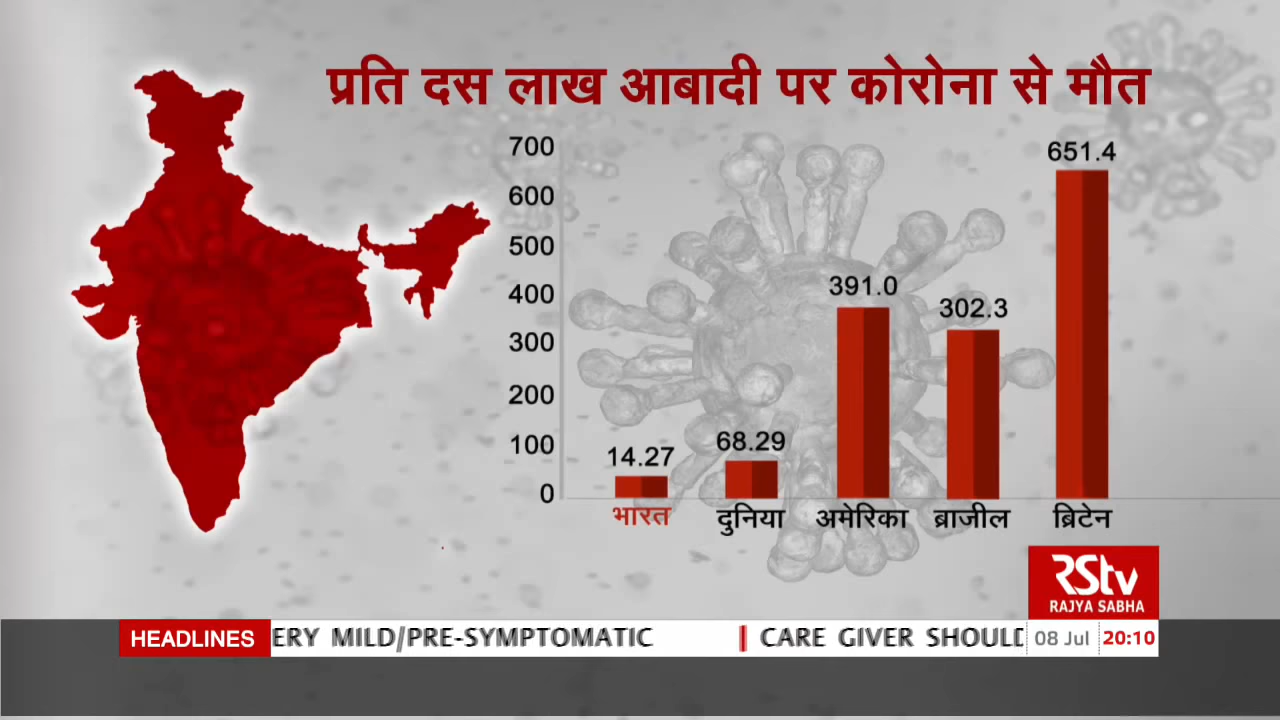 प्रति दस लाख आबादी पर कोरोना से मौत
700
600
500
400
300
200
100
0
14.27
68.29
391.0
302.3
651.4
भारत
दुनिया
अमेरिका
ब्राजील
ब्रिटेन
RStv
RAJYA SABHA
HEADLINES ERY MILD/PRE-SYMPTOMATIC | CARE GIVER SHOULD 08 Jul 20:10